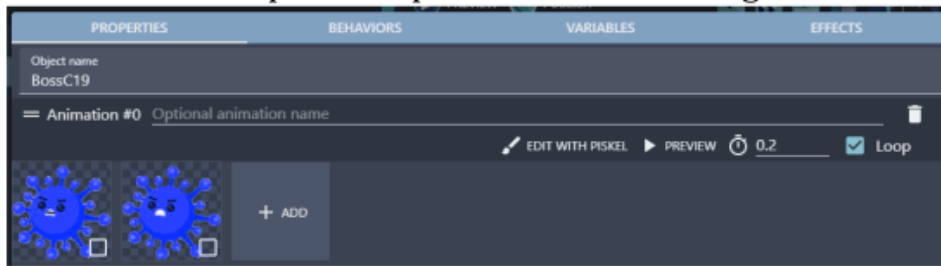 PROPERTIES BEHAVIORS VARIABLES EFFECTS
Object name
BossC19
Animation #0 Optional animation name
EDIT WITH PISKEL PREVIEW 0.2 Loop
+ ADD